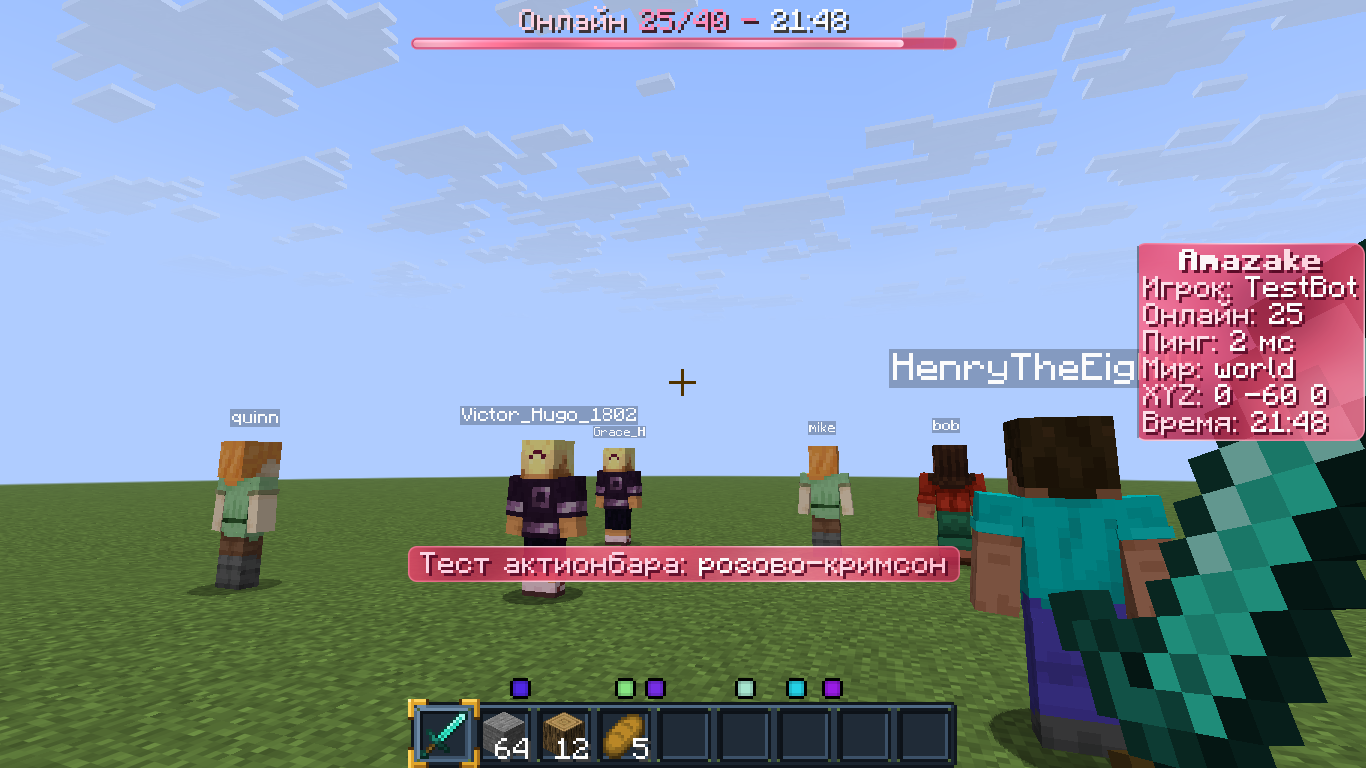 Онлайн 25/40 - 21:48
Amazake
Игрок: TestBot
Онлайн: 25
Пинг: 2 мс
Мир: world
XYZ: 0 -60 0
Время: 21:48
HenryTheEig
quinn
Victor_Hugo_1802
Grace_H
mike
bob
Тест актионбара: розово-кримсон
64
12
5